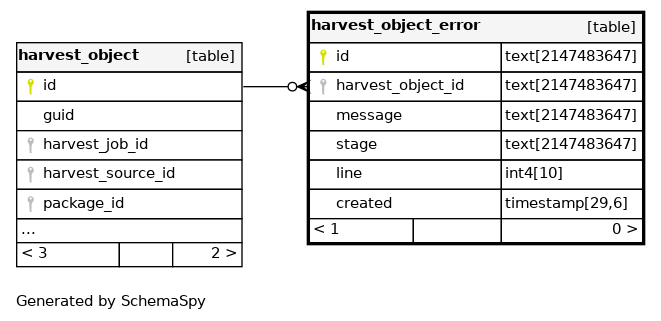 harvest_object [table]
id
guid
harvest_job_id
harvest_source_id
package_id
...
< 3 2 >
harvest_object_error [table]
id text[2147483647]
harvest_object_id text[2147483647]
message text[2147483647]
stage text[2147483647]
line int4[10]
created timestamp[29,6]
< 1 0 >
Generated by SchemaSpy